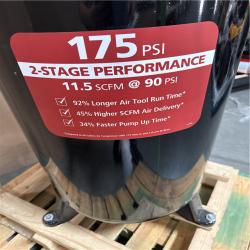 175 PSI
2-STAGE PERFORMANCE
11.5 SCFM @ 90 PSI
✓ 92% Longer Air Tool Run Time*
✓ 45% Higher SCFM Air Delivery*
✓ 34% Faster Pump Up Time*